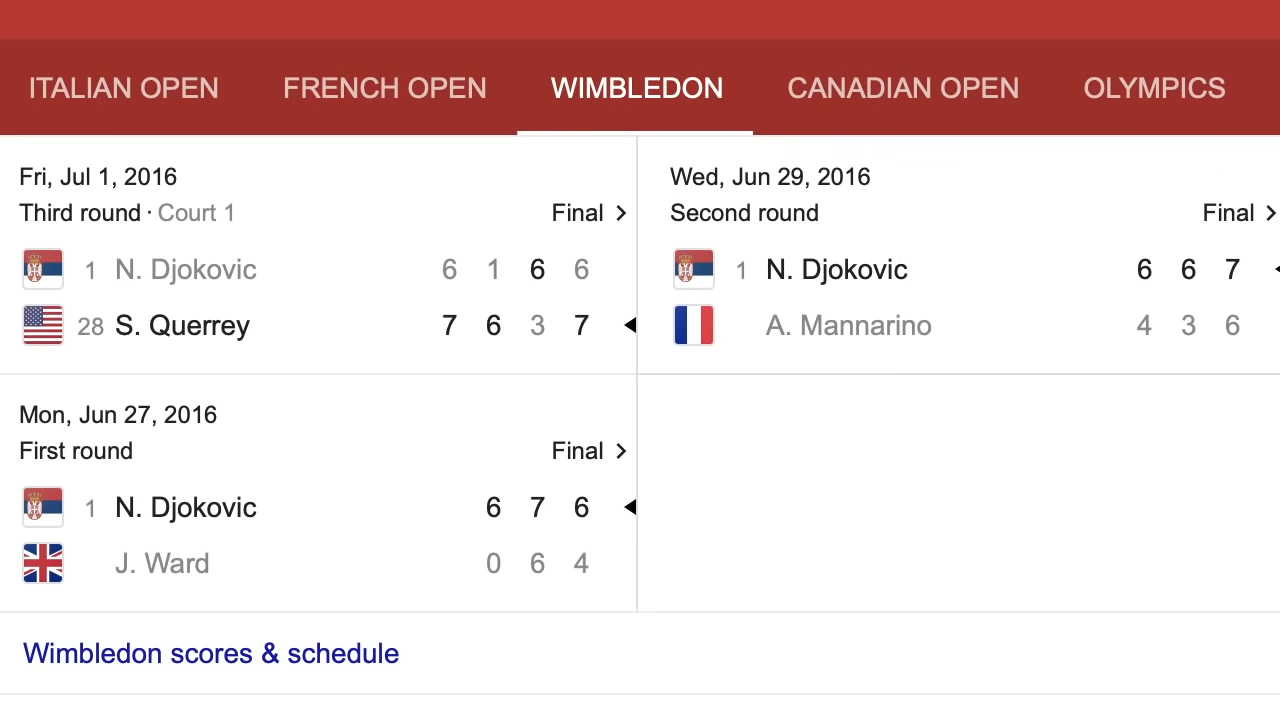 ITALIAN OPEN FRENCH OPEN WIMBLEDON CANADIAN OPEN OLYMPICS
Fri, Jul 1, 2016
Third round · Court 1 Final
1 N. Djokovic 6 1 6 6
28 S. Querrey 7 6 3 7
Wed, Jun 29, 2016
Second round Final
1 N. Djokovic 6 6 7
A. Mannarino 4 3 6
Mon, Jun 27, 2016
First round Final
1 N. Djokovic 6 7 6
J. Ward 0 6 4
Wimbledon scores & schedule